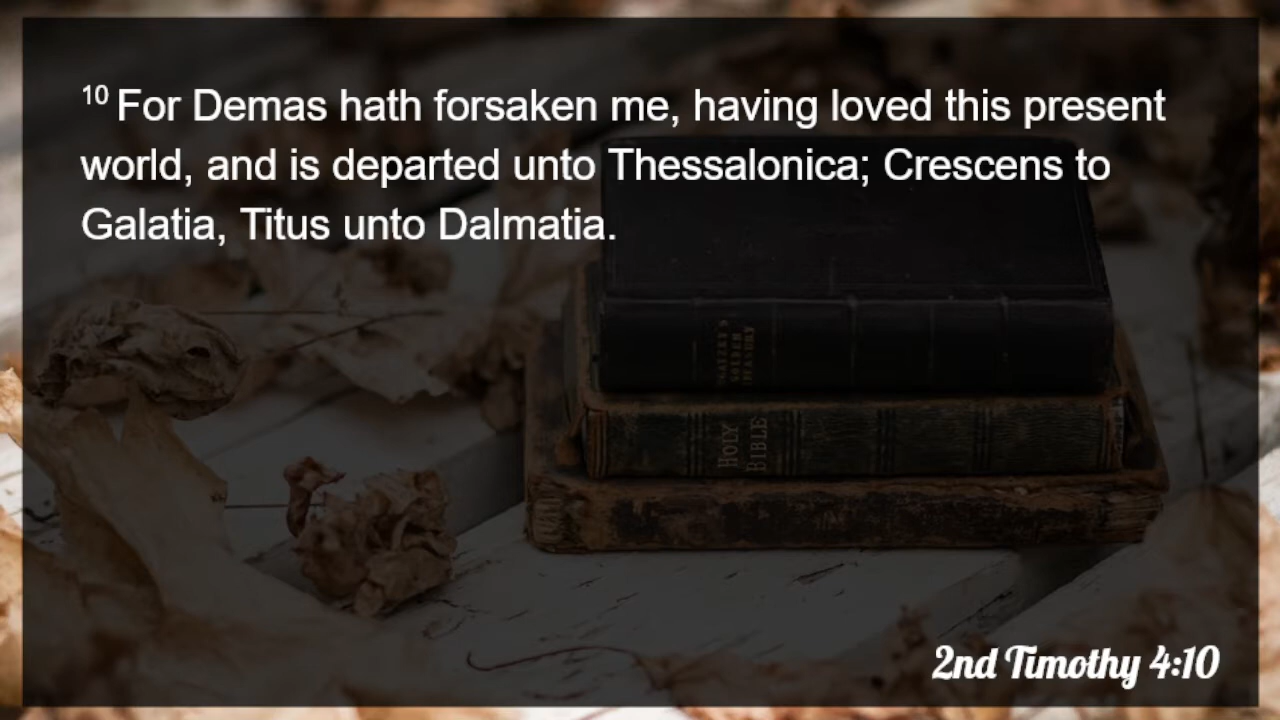 10 For Demas hath forsaken me, having loved this present
world, and is departed unto Thessalonica; Crescens to
Galatia, Titus unto Dalmatia.
HOLY
BIBLE
2nd Timothy 4:10